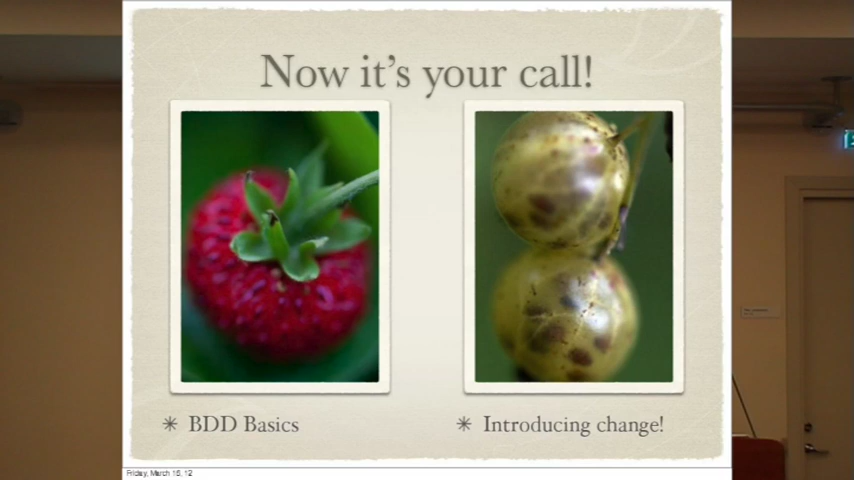 Now it's your call!
BDD Basics
Introducing change!
Friday, March 16, 12